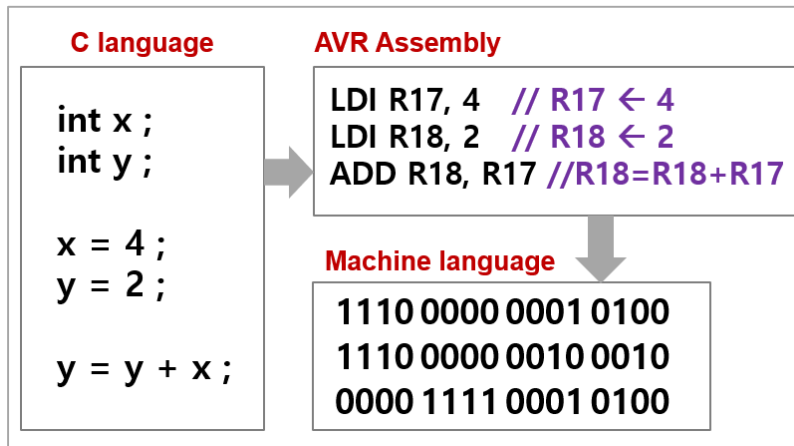 C language
int x ;
int y ;
x = 4 ;
y = 2 ;
y = y + x ;
AVR Assembly
LDI R17, 4 // R17 ← 4
LDI R18, 2 // R18 ← 2
ADD R18, R17 //R18=R18+R17
Machine language
1110 0000 0001 0100
1110 0000 0010 0010
0000 1111 0001 0100